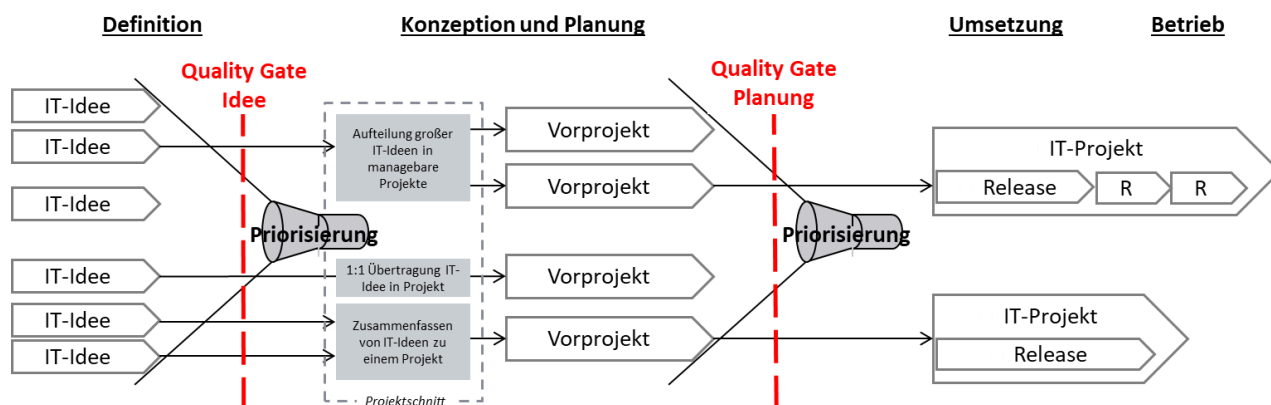 Definition
Konzeption und Planung
Umsetzung
Betrieb
Quality Gate
Idee
Quality Gate
Planung
IT-Idee
IT-Idee
IT-Idee
IT-Idee
IT-Idee
IT-Idee
Priorisierung
Aufteilung großer
IT-Ideen in
managebare
Projekte
1:1 Übertragung IT-
Idee in Projekt
Zusammenfassen
von IT-Ideen zu
einem Projekt
Projektschnitt
Vorprojekt
Vorprojekt
Vorprojekt
Vorprojekt
Priorisierung
IT-Projekt
Release
R
R
IT-Projekt
Release